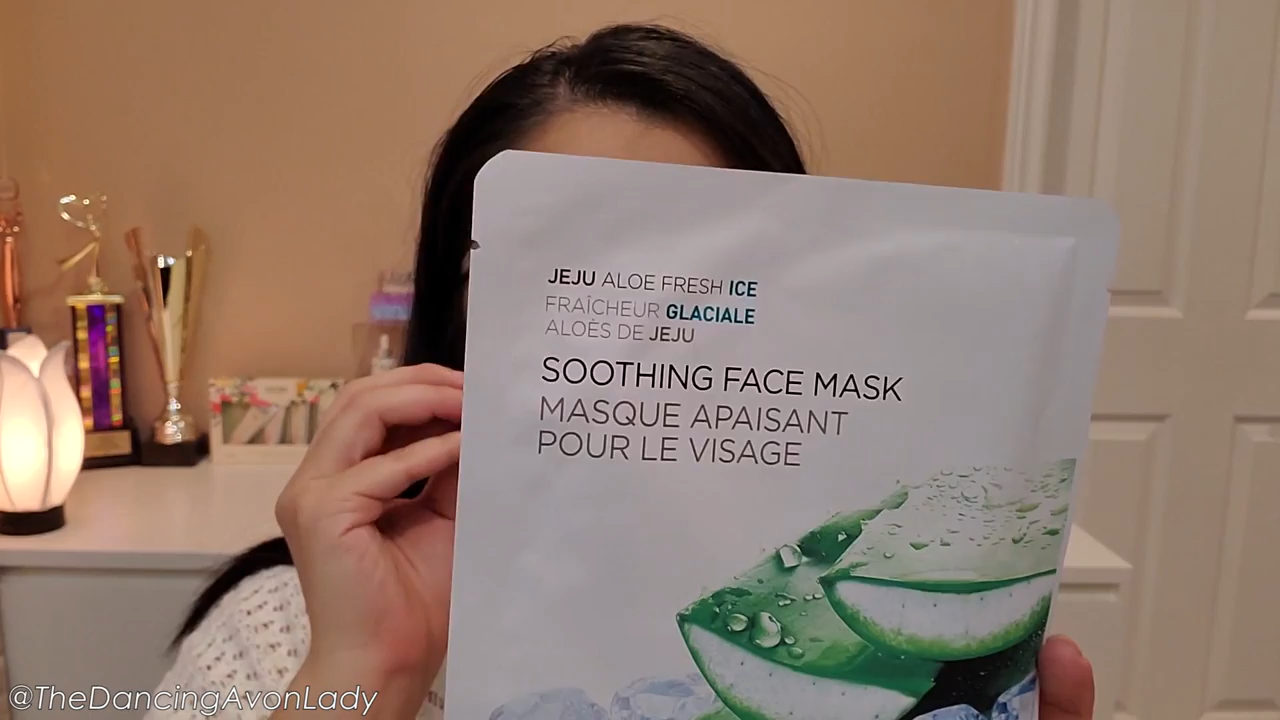 JEJU ALOE FRESH ICE
FRAÎCHEUR GLACIALE
ALOÈS DE JEJU
SOOTHING FACE MASK
MASQUE APAISANT
POUR LE VISAGE
@TheDancingAvonLady